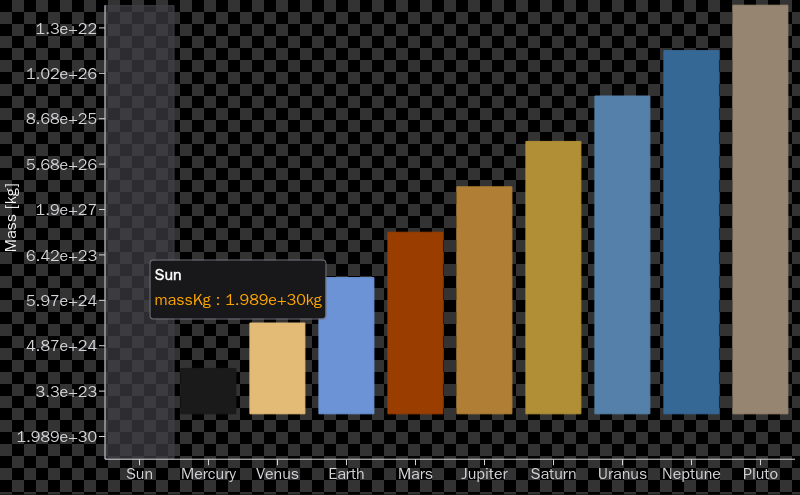 1.3e+22
1.02e+26
8.68e+25
5.68e+26
1.9e+27
6.42e+23
5.97e+24
4.87e+24
3.3e+23
1.989e+30
Mass [kg]
Sun
massKg : 1.989e+30kg
Sun Mercury Venus Earth Mars Jupiter Saturn Uranus Neptune Pluto